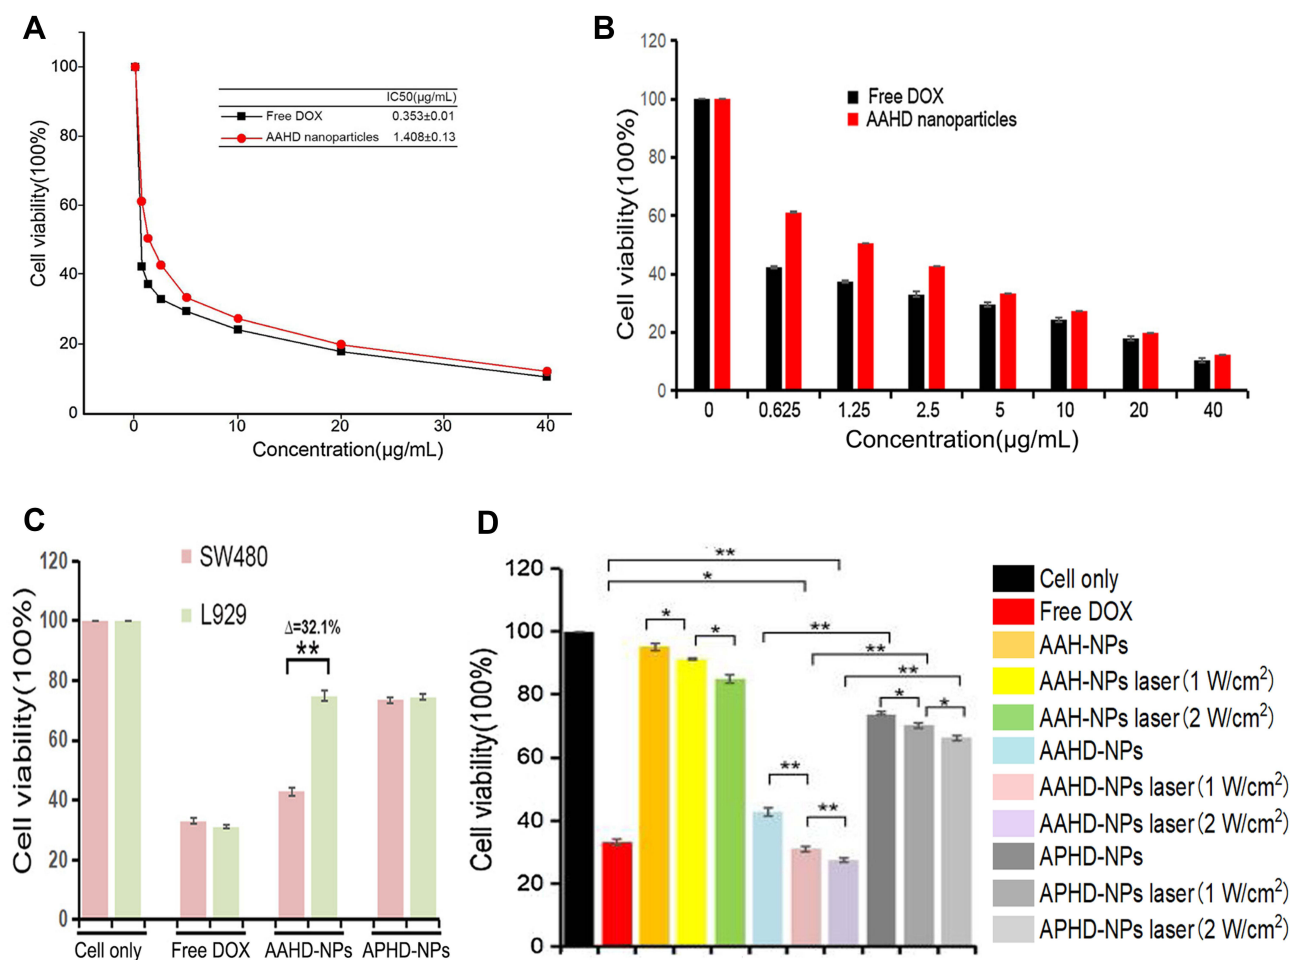 A
100
80
60
40
20
0
Cell viability(100%)
IC50(μg/mL)
Free DOX 0.353±0.01
AAHD nanoparticles 1.408±0.13
0 10 20 30 40
Concentration(μg/mL)
B
120
100
80
60
40
20
0
Cell viability(100%)
Free DOX
AAHD nanoparticles
0 0.625 1.25 2.5 5 10 20 40
Concentration(μg/mL)
C
120
100
80
60
40
20
0
Cell viability(100%)
SW480
L929
Δ=32.1%
**
Cell only Free DOX AAHD-NPs APHD-NPs
D
120
100
80
60
40
20
0
Cell viability(100%)
**
*
*
*
**
**
**
*
*
**
**
Cell only
Free DOX
AAH-NPs
AAH-NPs laser(1 W/cm²)
AAH-NPs laser(2 W/cm²)
AAHD-NPs
AAHD-NPs laser(1 W/cm²)
AAHD-NPs laser(2 W/cm²)
APHD-NPs
APHD-NPs laser(1 W/cm²)
APHD-NPs laser(2 W/cm²)